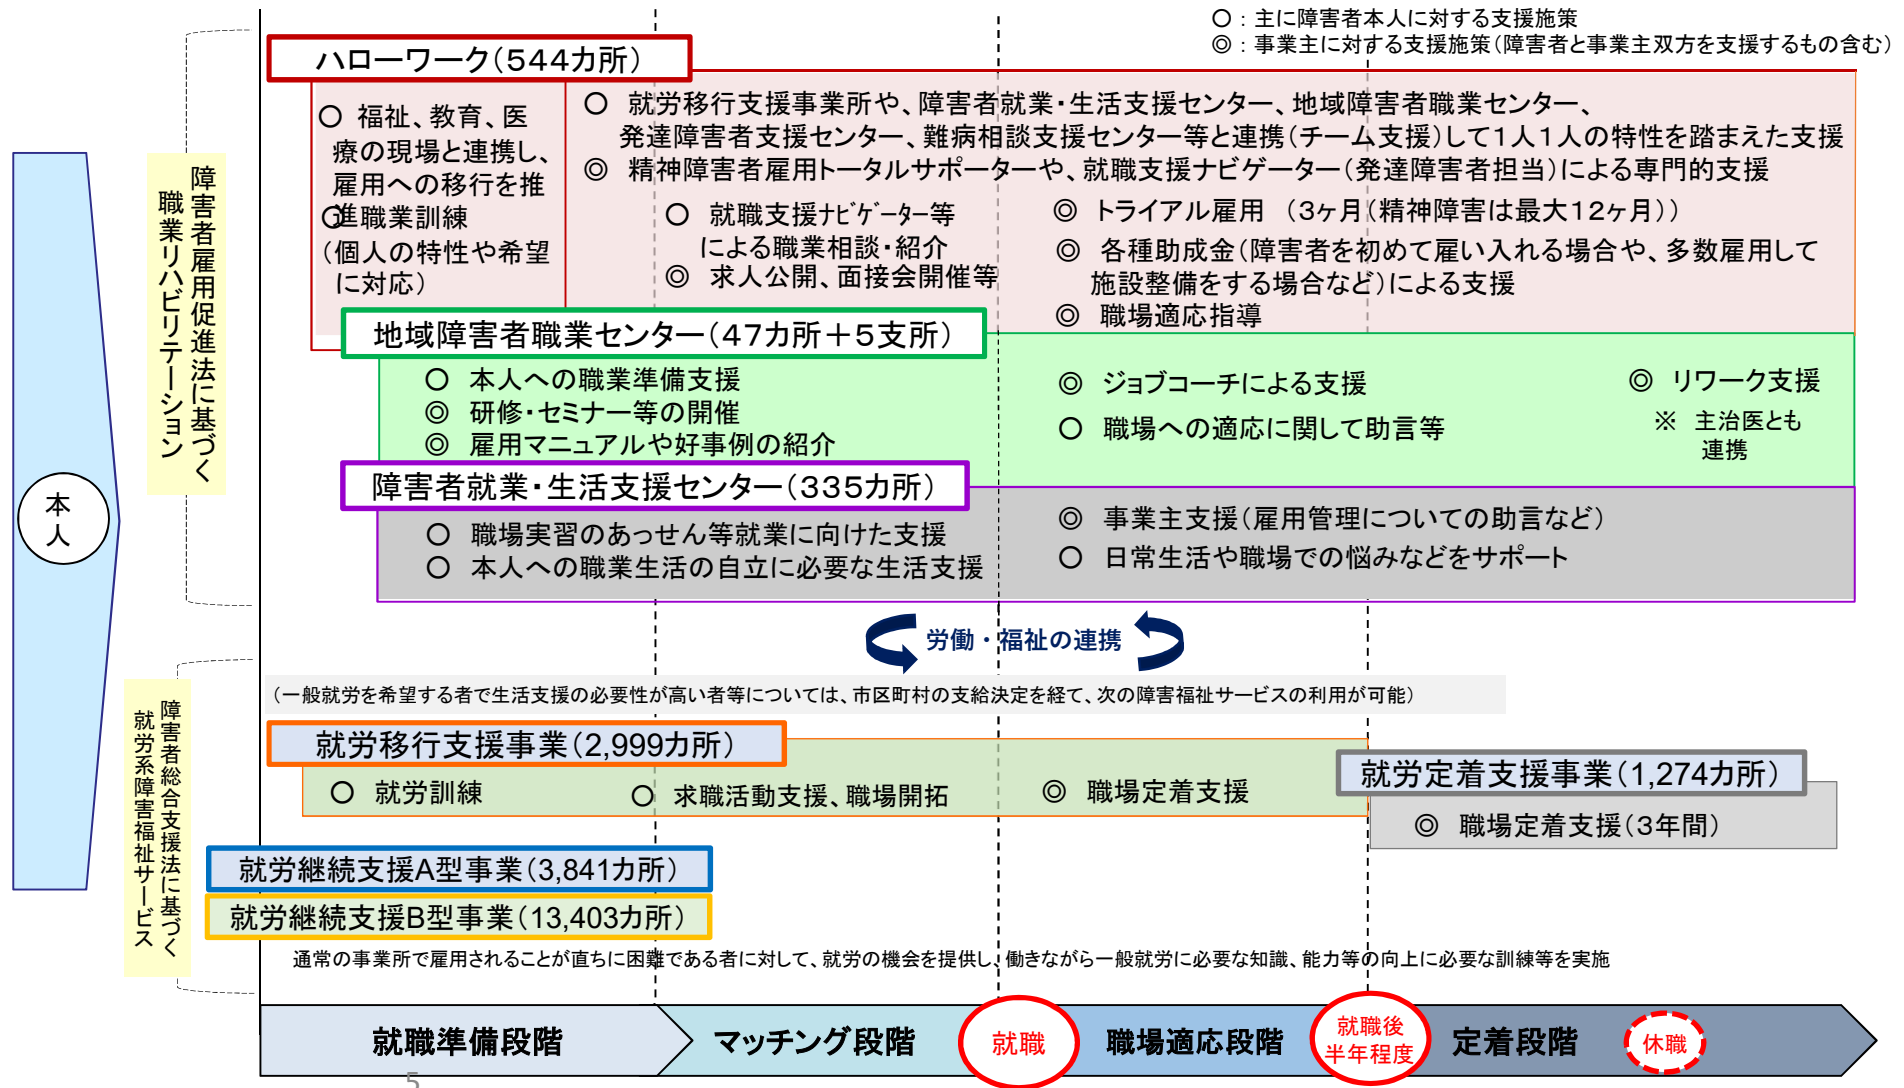 ○：主に障害者本人に対する支援施策
◎：事業主に対する支援施策（障害者と事業主双方を支援するもの含む）
ハローワーク（５４４カ所）
○　福祉、教育、医
療の現場と連携し、
雇用への移行を推
進
○　職業訓練
（個人の特性や希望
に対応）
○　就労移行支援事業所や、障害者就業・生活支援センター、地域障害者職業センター、
発達障害者支援センター、難病相談支援センター等と連携（チーム支援）して１人１人の特性を踏まえた支援
◎　精神障害者雇用トータルサポーターや、就職支援ナビゲーター（発達障害者担当）による専門的支援
○　就職支援ﾅﾋﾞｹﾞｰﾀｰ等
による職業相談・紹介
◎　求人公開、面接会開催等
◎　トライアル雇用　（３ヶ月（精神障害は最大１２ヶ月））
◎　各種助成金（障害者を初めて雇い入れる場合や、多数雇用して
施設整備をする場合など）による支援
◎　職場適応指導
地域障害者職業センター（４７カ所＋５支所）
○　本人への職業準備支援
◎　研修・セミナー等の開催
◎　雇用マニュアルや好事例の紹介
◎　ジョブコーチによる支援
○　職場への適応に関して助言等
◎　リワーク支援
※　主治医とも
連携
障害者就業・生活支援センター（３３５カ所）
○　職場実習のあっせん等就業に向けた支援
○　本人への職業生活の自立に必要な生活支援
◎　事業主支援（雇用管理についての助言など）
○　日常生活や職場での悩みなどをサポート
障害者雇用促進法に基づく
職業リハビリテーション
本
人
労働・福祉の連携
（一般就労を希望する者で生活支援の必要性が高い者等については、市区町村の支給決定を経て、次の障害福祉サービスの利用が可能）
障害者総合支援法に基づく
就労系障害福祉サービス
就労移行支援事業（2,999カ所）
○　就労訓練
○　求職活動支援、職場開拓
◎　職場定着支援
就労定着支援事業（1,274カ所）
◎　職場定着支援（３年間）
就労継続支援A型事業（3,841カ所）
就労継続支援B型事業（13,403カ所）
通常の事業所で雇用されることが直ちに困難である者に対して、就労の機会を提供し、働きながら一般就労に必要な知識、能力等の向上に必要な訓練等を実施
就職準備段階
マッチング段階
就職
職場適応段階
就職後
半年程度
定着段階
休職
5